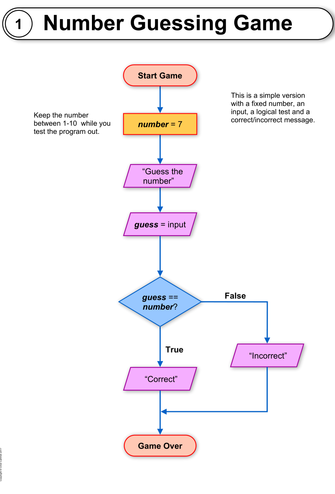 1 Number Guessing Game
Start Game
This is a simple version
with a fixed number, an
input, a logical test and a
correct/incorrect message.
Keep the number
between 1-10  while you
test the program out.
number = 7
“Guess the
number”
guess = input
guess ==
number?
False
True
“Incorrect”
“Correct”
Game Over